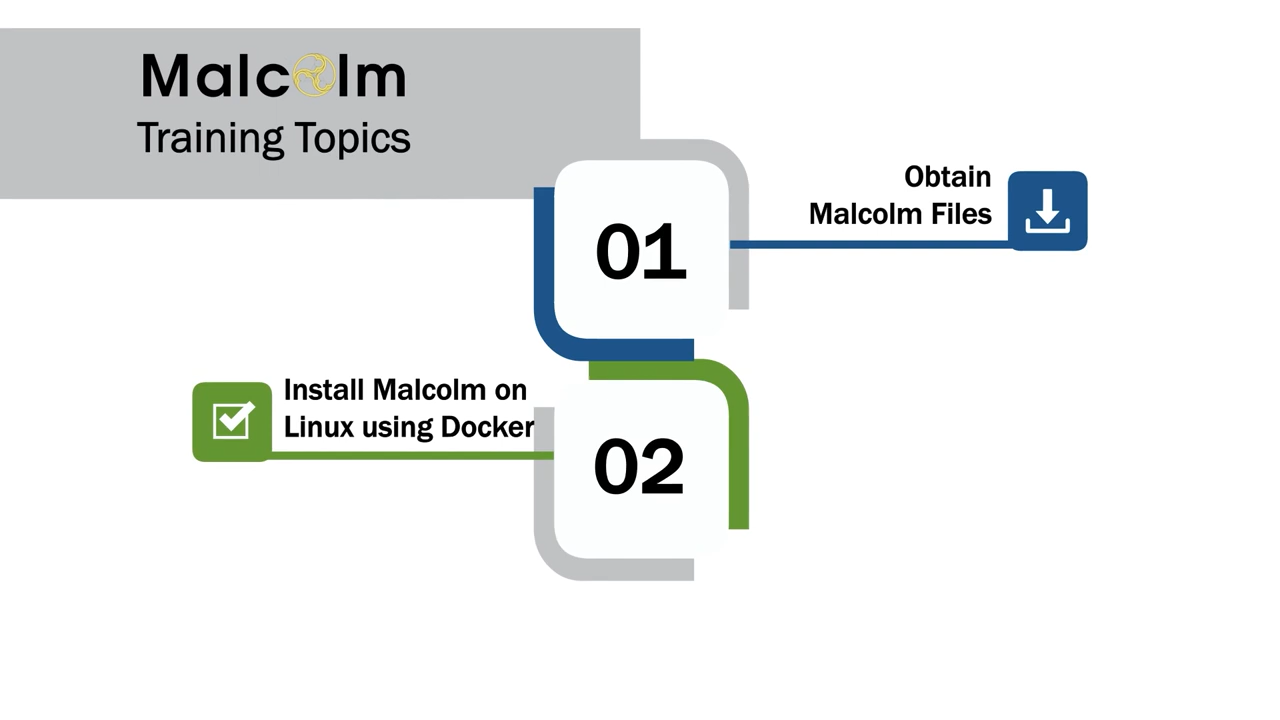 Malcolm
Training Topics
01
Obtain
Malcolm Files
Install Malcolm on
Linux using Docker
02